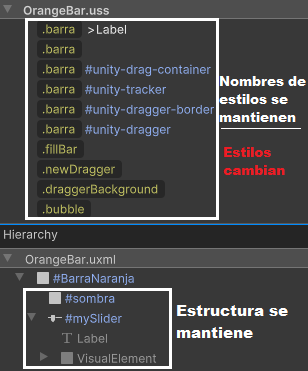 OrangeBar.uss
.barra >Label
.barra
.barra #unity-drag-container
.barra #unity-tracker
.barra #unity-dragger-border
.barra #unity-dragger
.fillBar
.newDragger
.draggerBackground
.bubble
Nombres de
estilos se
mantienen
Estilos
cambian
Hierarchy
OrangeBar.uxml
#BarraNaranja
#sombra
#mySlider
Label
VisualElement
Estructura se
mantiene